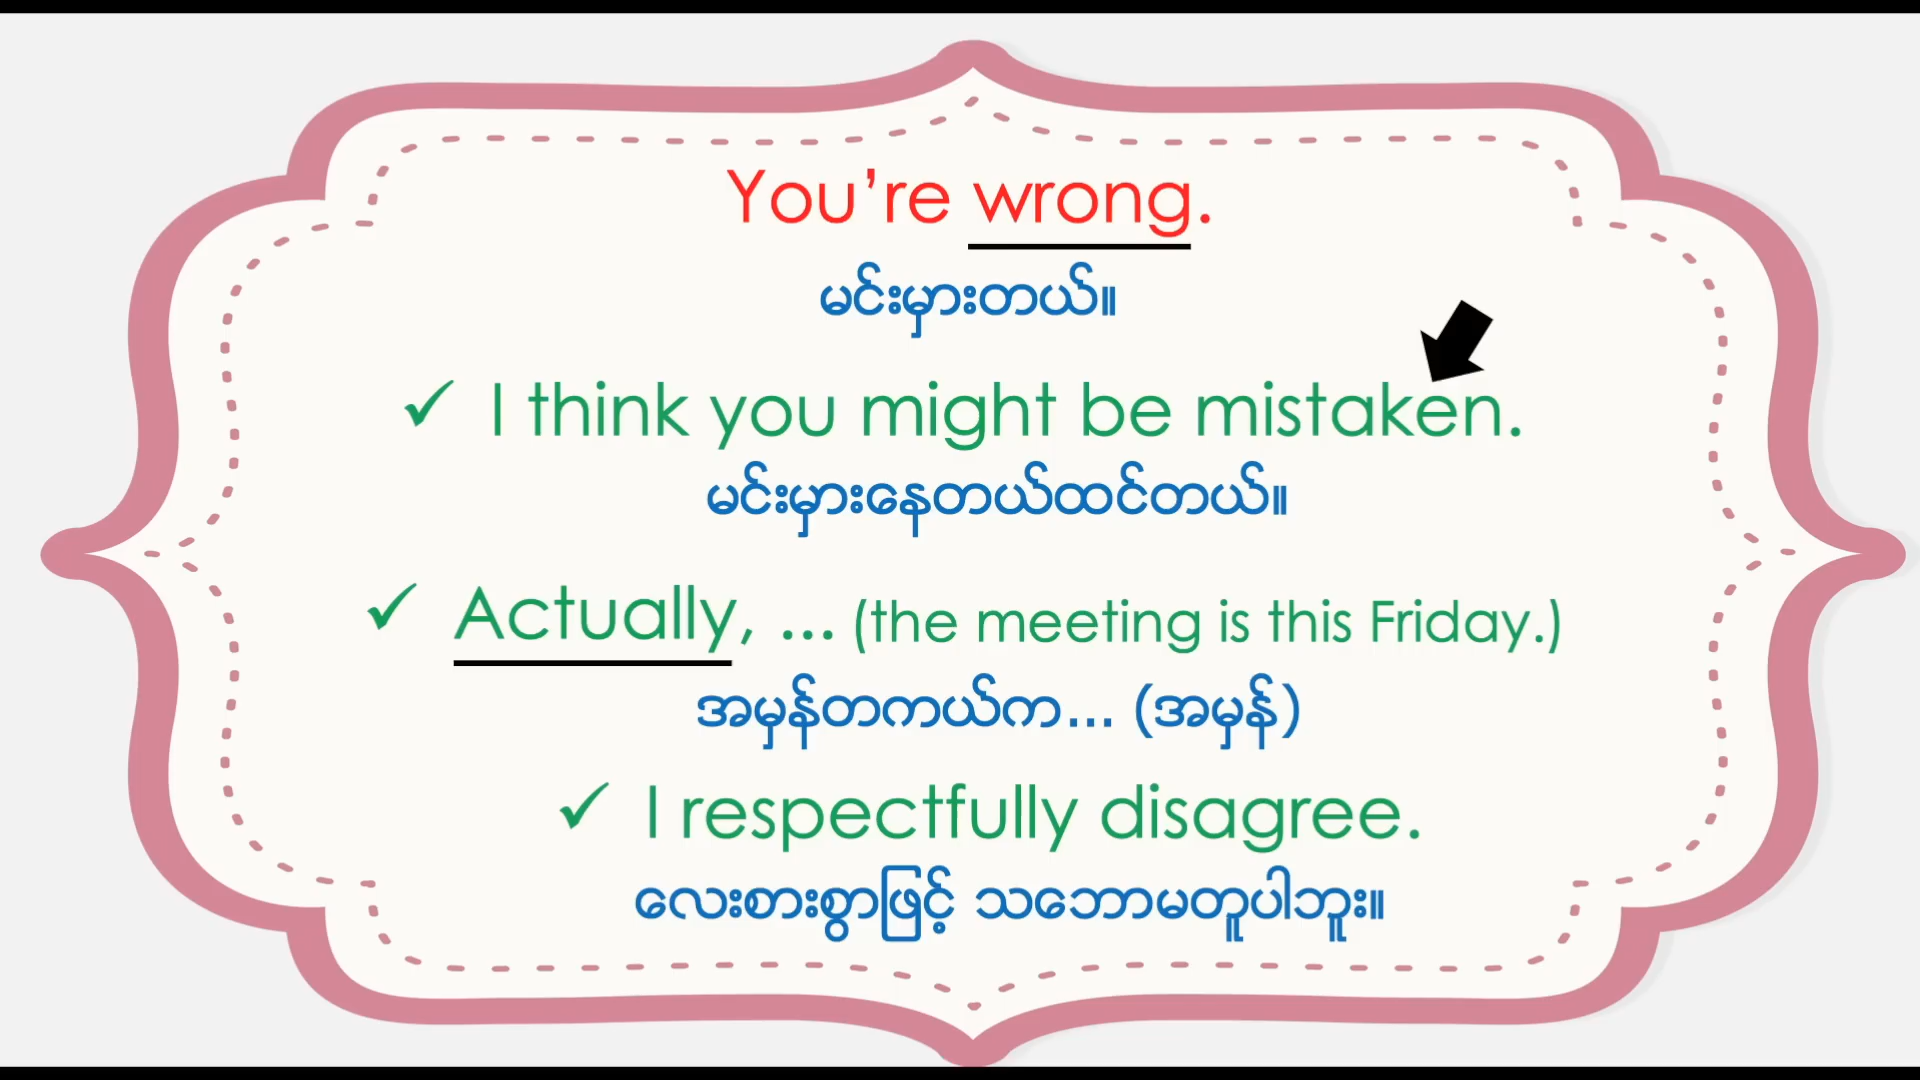 You're wrong.
မင်းမှားတယ်။
✓ I think you might be mistaken.
မင်းမှားနေတယ်ထင်တယ်။
✓ Actually, ... (the meeting is this Friday.)
အမှန်တကယ်က... (အမှန်)
✓ I respectfully disagree.
လေးစားစွာဖြင့် သဘောမတူပါဘူး။